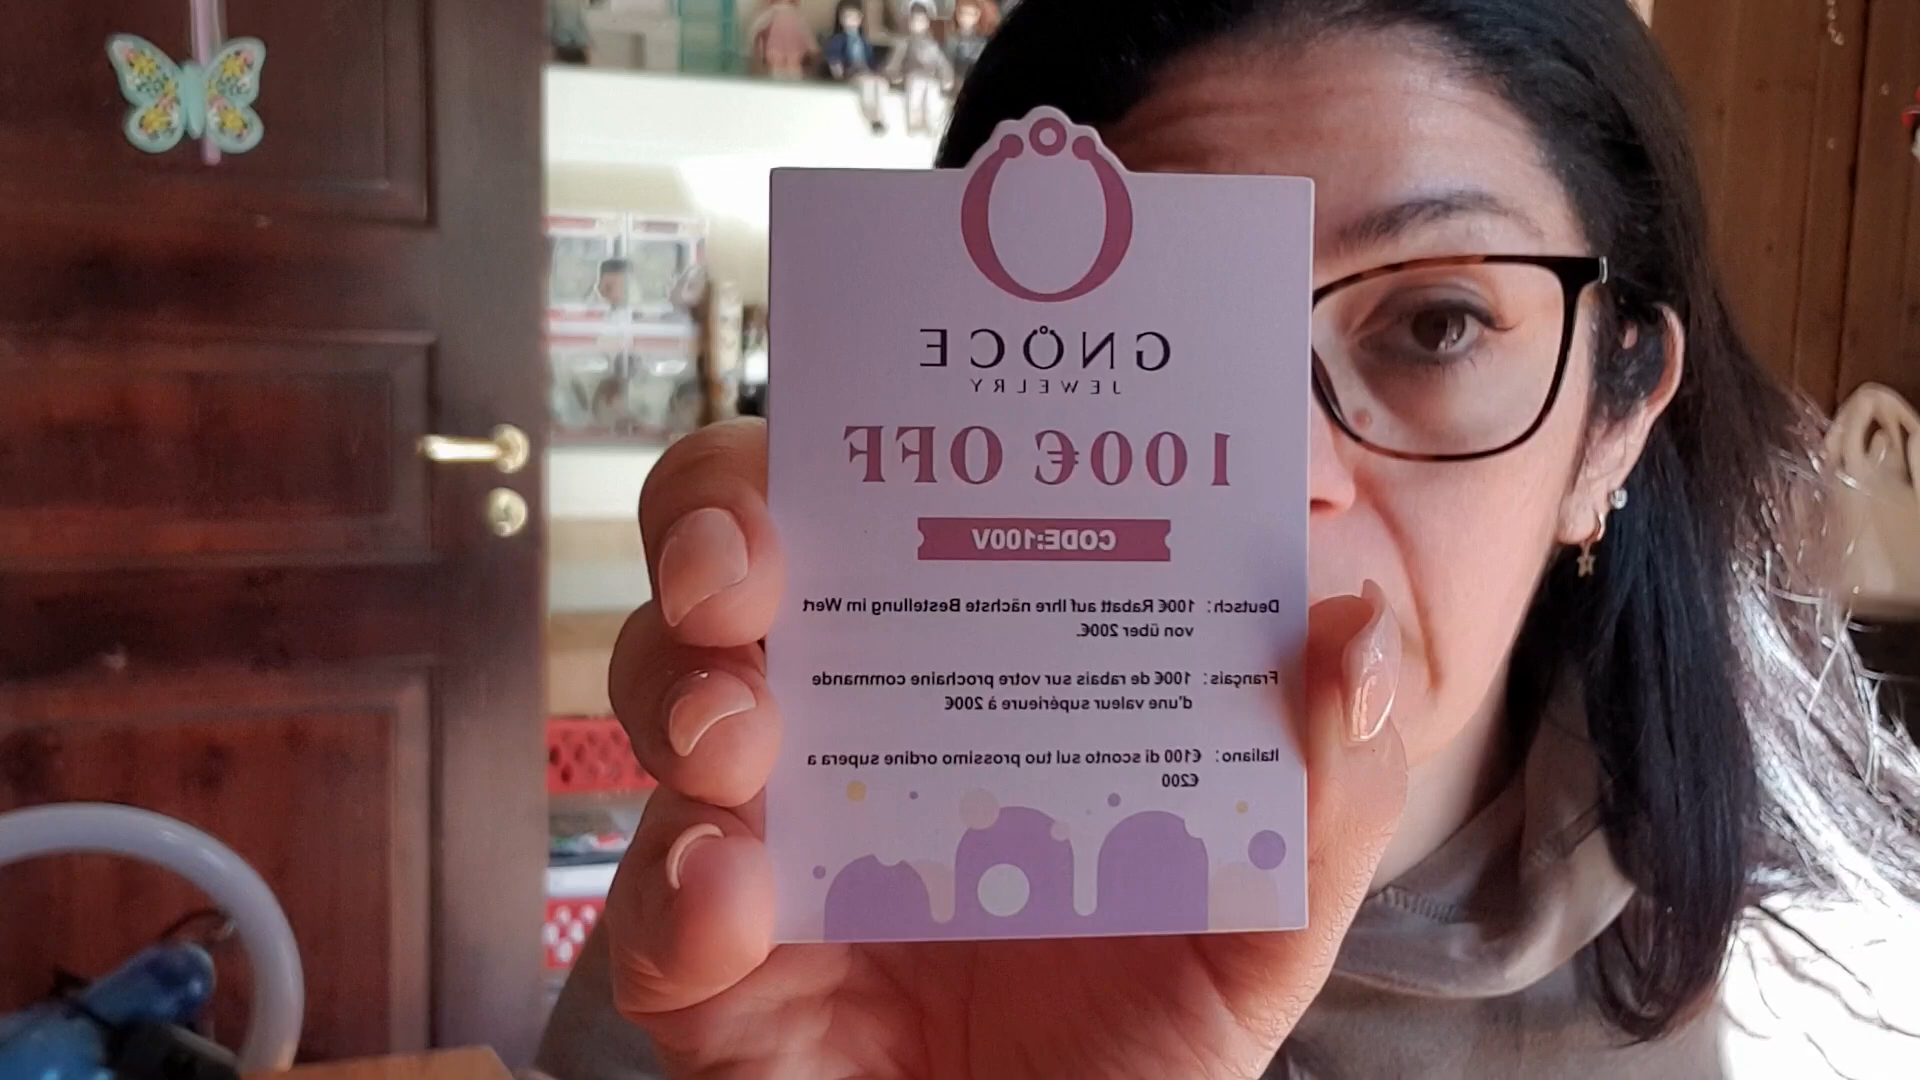 GNOCE
JEWELRY
100€ OFF
CODE:100V
Deutsch: 100€ Rabatt auf Ihre nächste Bestellung im Wert
von über 200€.
Français: 100€ de rabais sur votre prochaine commande
d'une valeur supérieure à 200€
Italiano: €100 di sconto sul tuo prossimo ordine supera a
€200